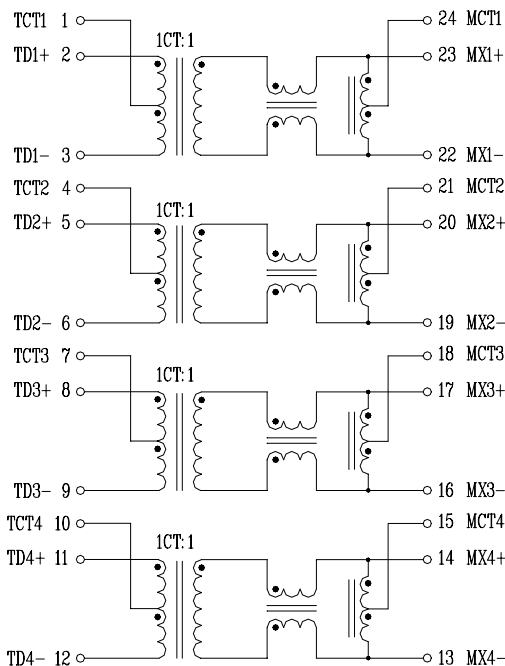 TCT1 1 24 MCT1
1CT:1
TD1+ 2 23 MX1+
TD1- 3 22 MX1-
TCT2 4 21 MCT2
1CT:1
TD2+ 5 20 MX2+
TD2- 6 19 MX2-
TCT3 7 18 MCT3
1CT:1
TD3+ 8 17 MX3+
TD3- 9 16 MX3-
TCT4 10 15 MCT4
1CT:1
TD4+ 11 14 MX4+
TD4- 12 13 MX4-